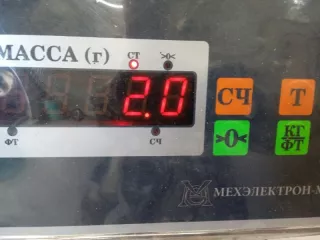 МАССА (г)
СТ
>0<
2.0
ФТ
СЧ
СЧ
Т
>0<
КГ
ФТ
МЕХЭЛЕКТРОН-М